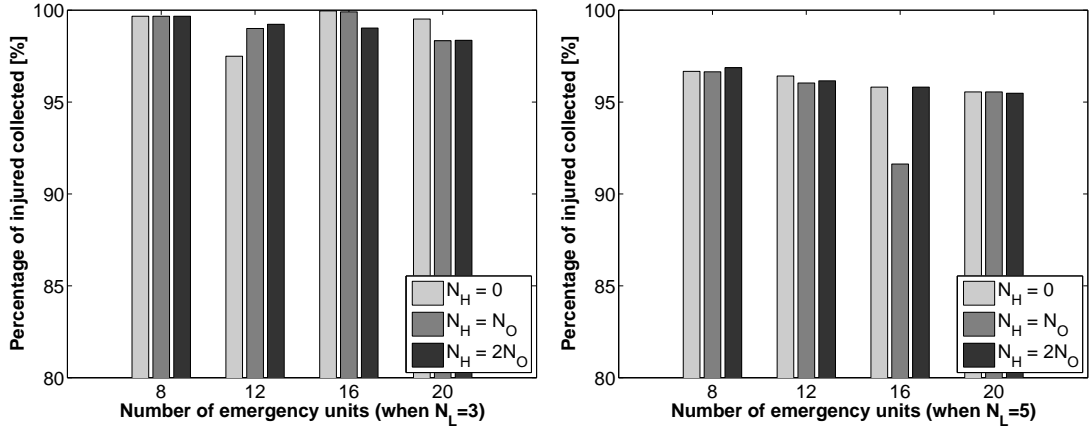 Percentage of injured collected [%]
100
95
90
85
80
8
12
16
20
Number of emergency units (when N_L=3)
N_H = 0
N_H = N_O
N_H = 2N_O
Percentage of injured collected [%]
100
95
90
85
80
8
12
16
20
Number of emergency units (when N_L=5)
N_H = 0
N_H = N_O
N_H = 2N_O